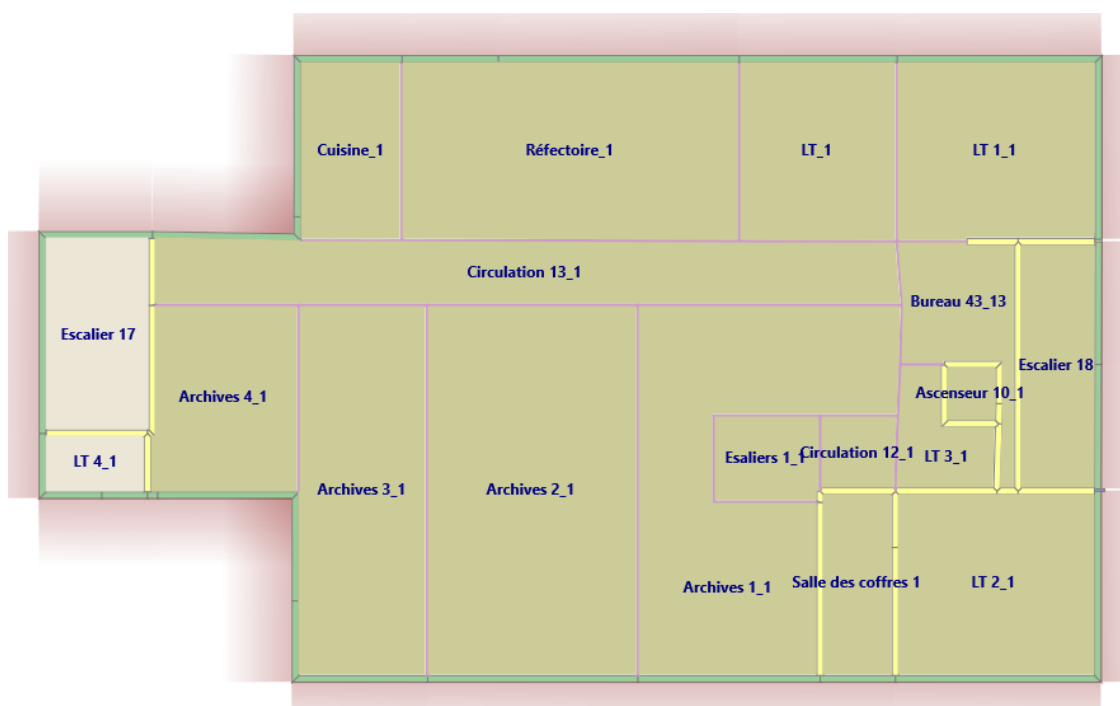 Cuisine_1
Réfectoire_1
LT_1
LT 1_1
Circulation 13_1
Bureau 43_13
Escalier 17
Escalier 18
Archives 4_1
Ascenseur 10_1
LT 4_1
Esaliers 1_1
Circulation 12_1
LT 3_1
Archives 3_1
Archives 2_1
Archives 1_1
Salle des coffres 1
LT 2_1